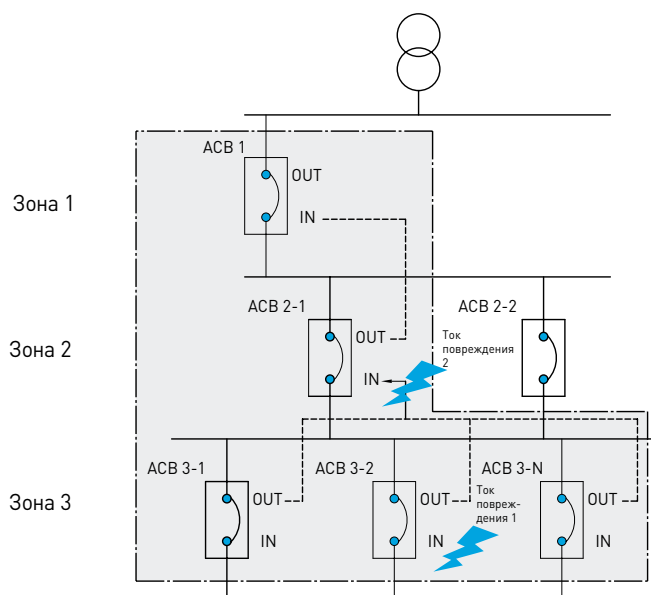 ACB 1
OUT
Зона 1
IN
ACB 2-1
ACB 2-2
OUT
Ток
повреждения
2
Зона 2
IN
ACB 3-1
ACB 3-2
ACB 3-N
Зона 3
OUT
OUT
Ток
повреж-
дения 1
OUT
IN
IN
IN